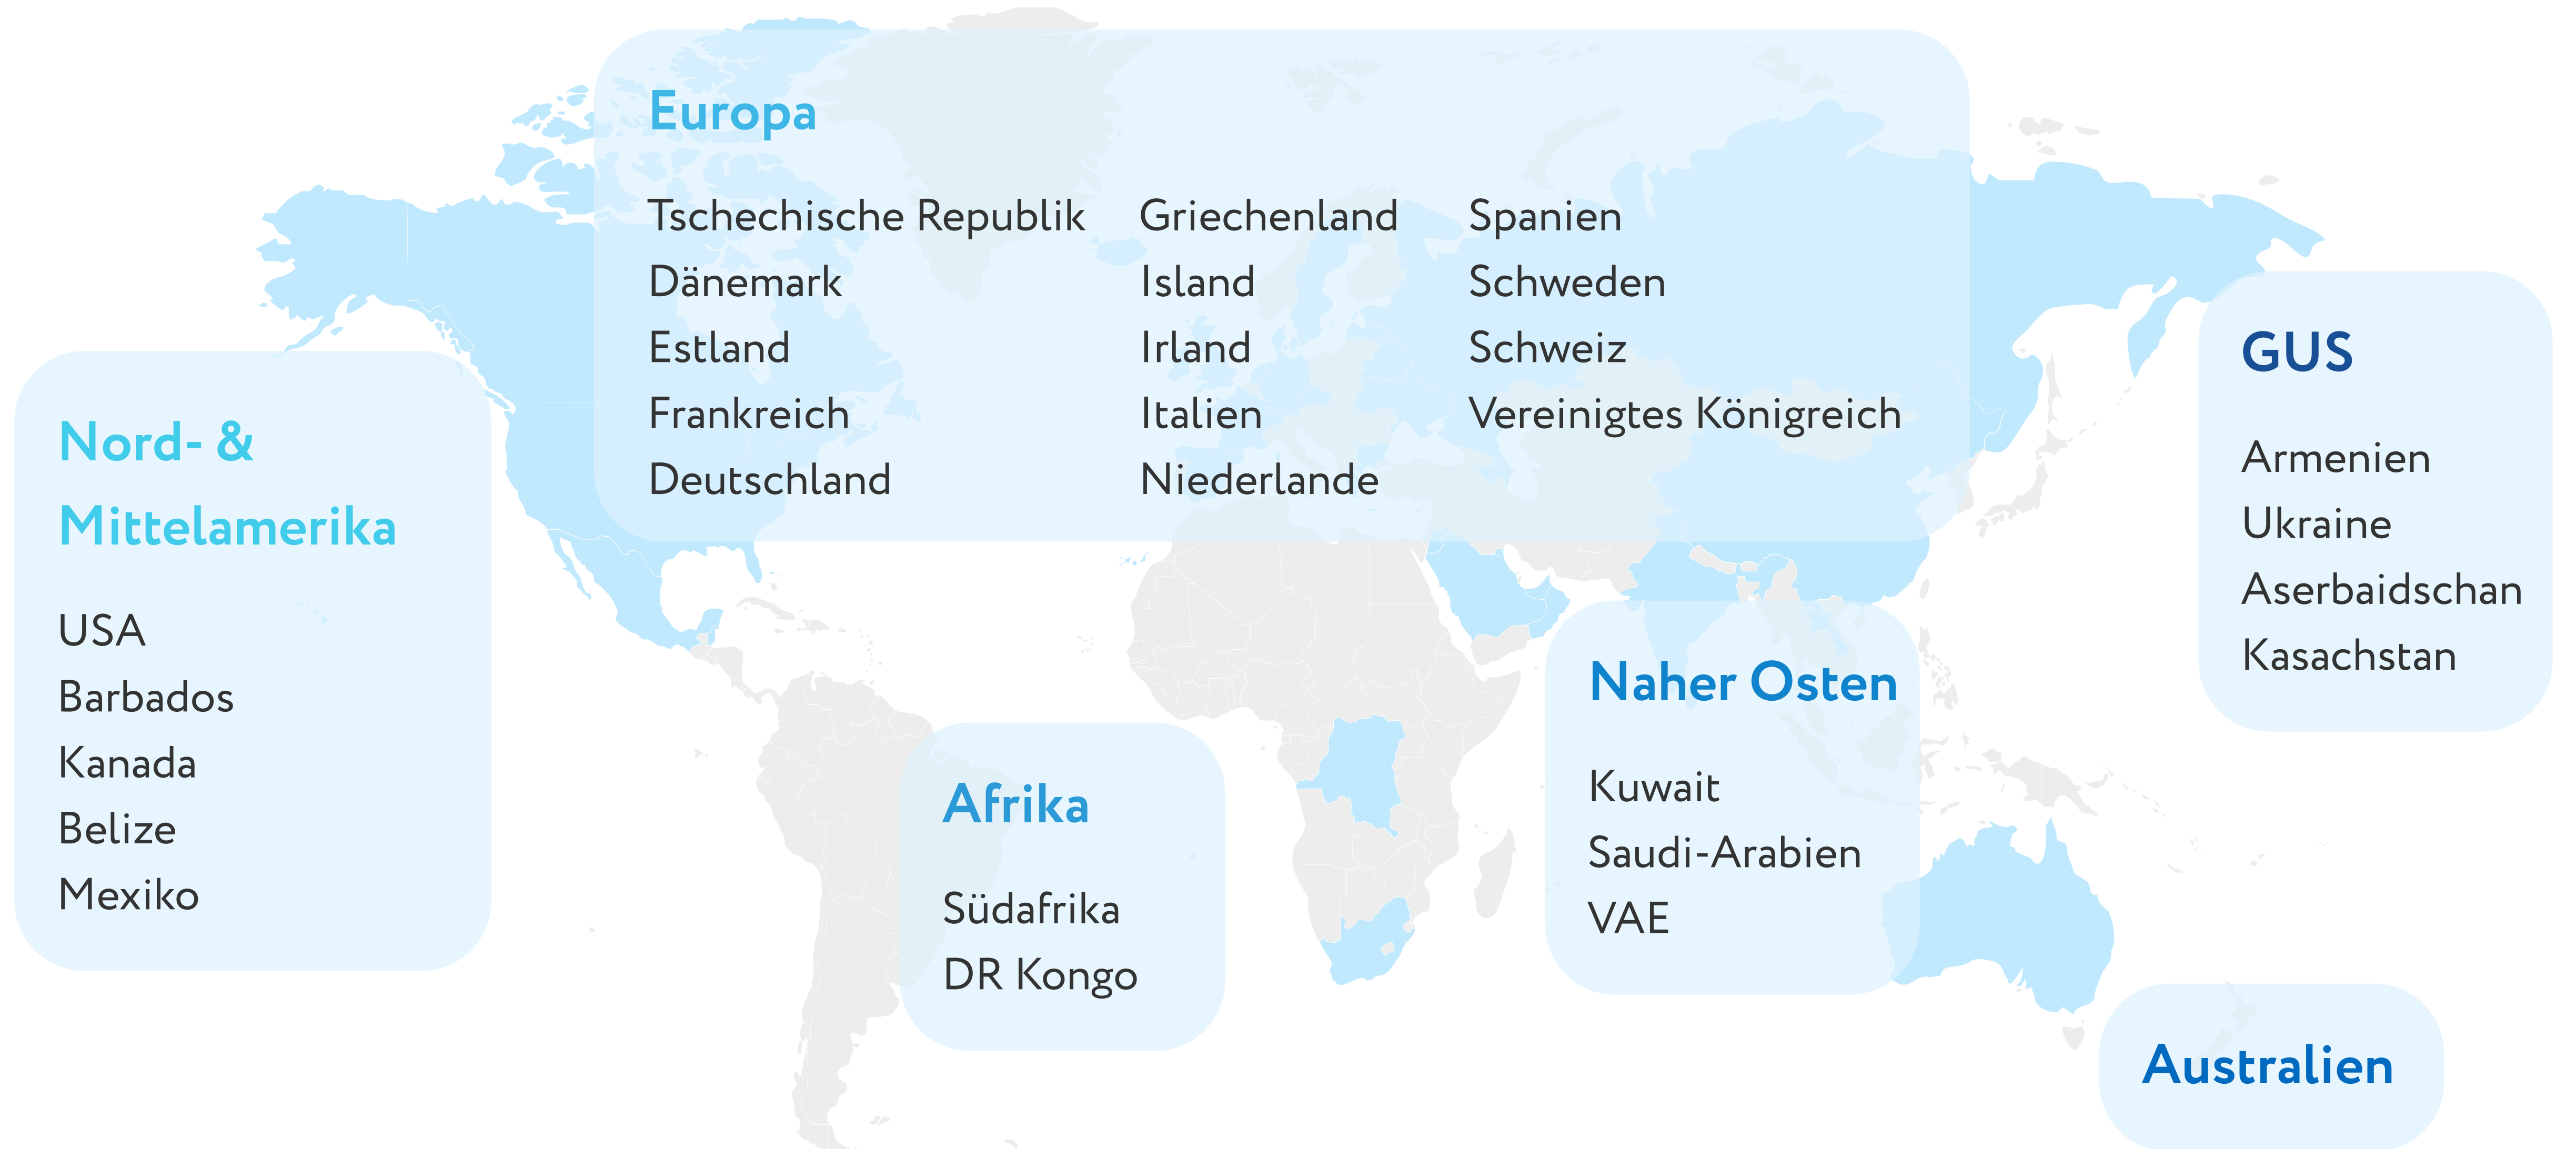 Europa
Tschechische Republik
Dänemark
Estland
Frankreich
Deutschland
Griechenland
Island
Irland
Italien
Niederlande
Spanien
Schweden
Schweiz
Vereinigtes Königreich
GUS
Armenien
Ukraine
Aserbaidschan
Kasachstan
Nord- &
Mittelamerika
USA
Barbados
Kanada
Belize
Mexiko
Naher Osten
Kuwait
Saudi-Arabien
VAE
Afrika
Südafrika
DR Kongo
Australien